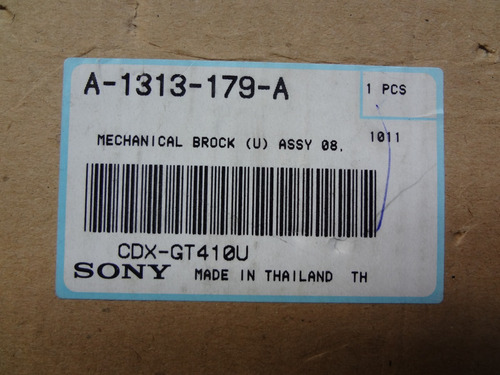 A-1313-179-A
1 PCS
MECHANICAL BROCK (U) ASSY 08.
1011
CDX-GT410U
SONY MADE IN THAILAND TH